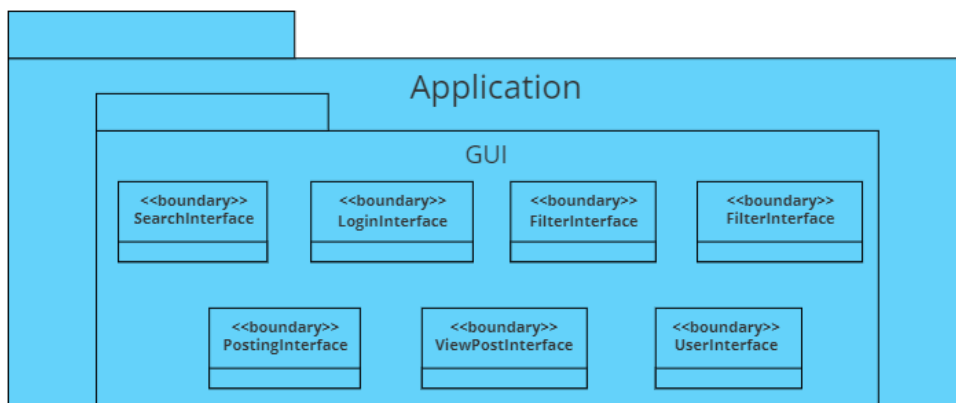 Application
GUI
<<boundary>>
SearchInterface
<<boundary>>
LoginInterface
<<boundary>>
FilterInterface
<<boundary>>
FilterInterface
<<boundary>>
PostingInterface
<<boundary>>
ViewPostInterface
<<boundary>>
UserInterface